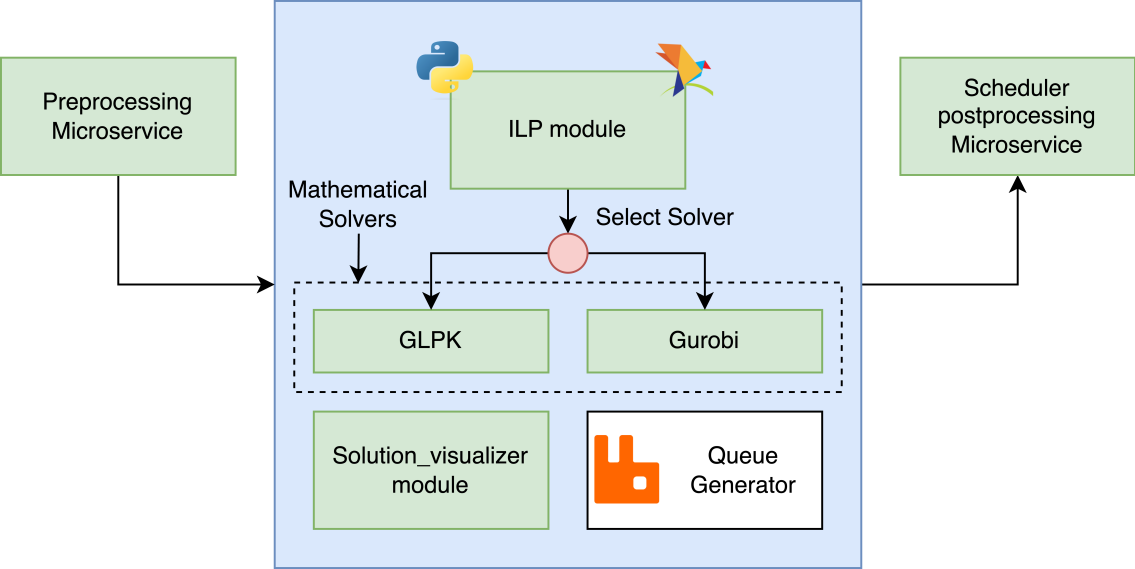 Preprocessing
Microservice
ILP module
Scheduler
postprocessing
Microservice
Mathematical
Solvers
Select Solver
GLPK
Gurobi
Solution_visualizer
module
Queue
Generator